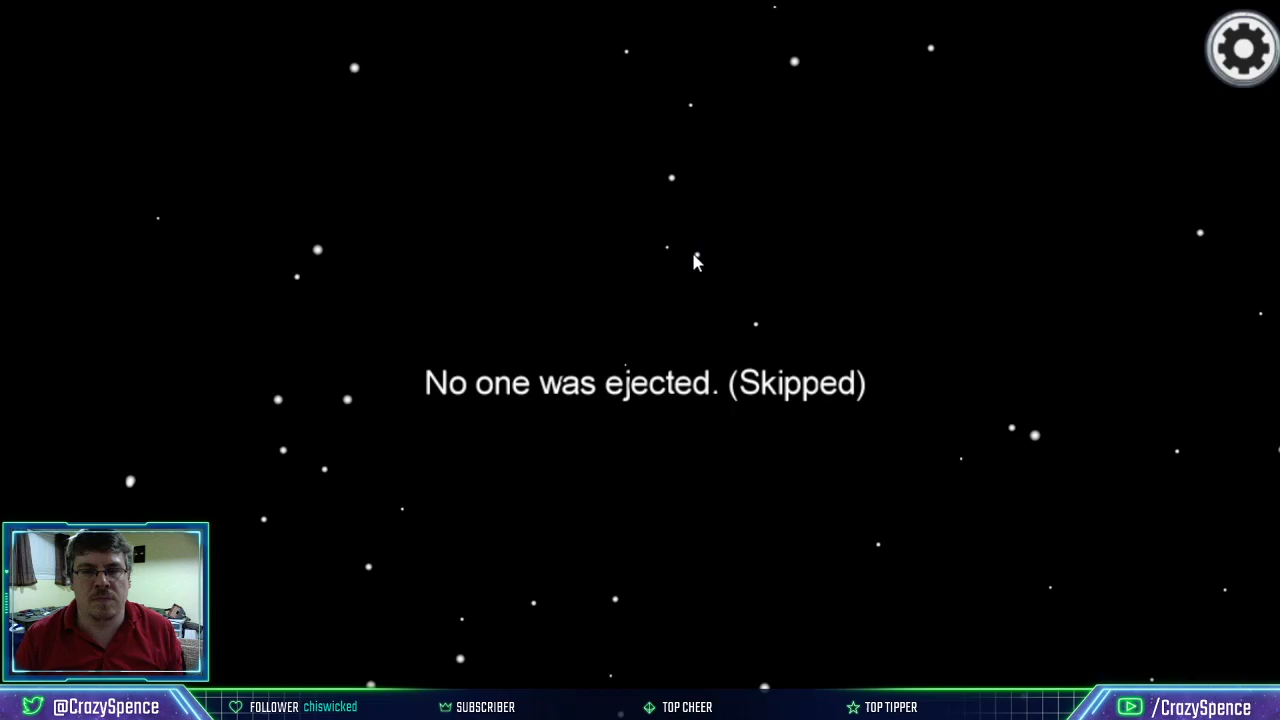 No one was ejected. (Skipped)
@CrazySpence
FOLLOWER chiswicked
SUBSCRIBER
TOP CHEER
TOP TIPPER
/CrazySpence